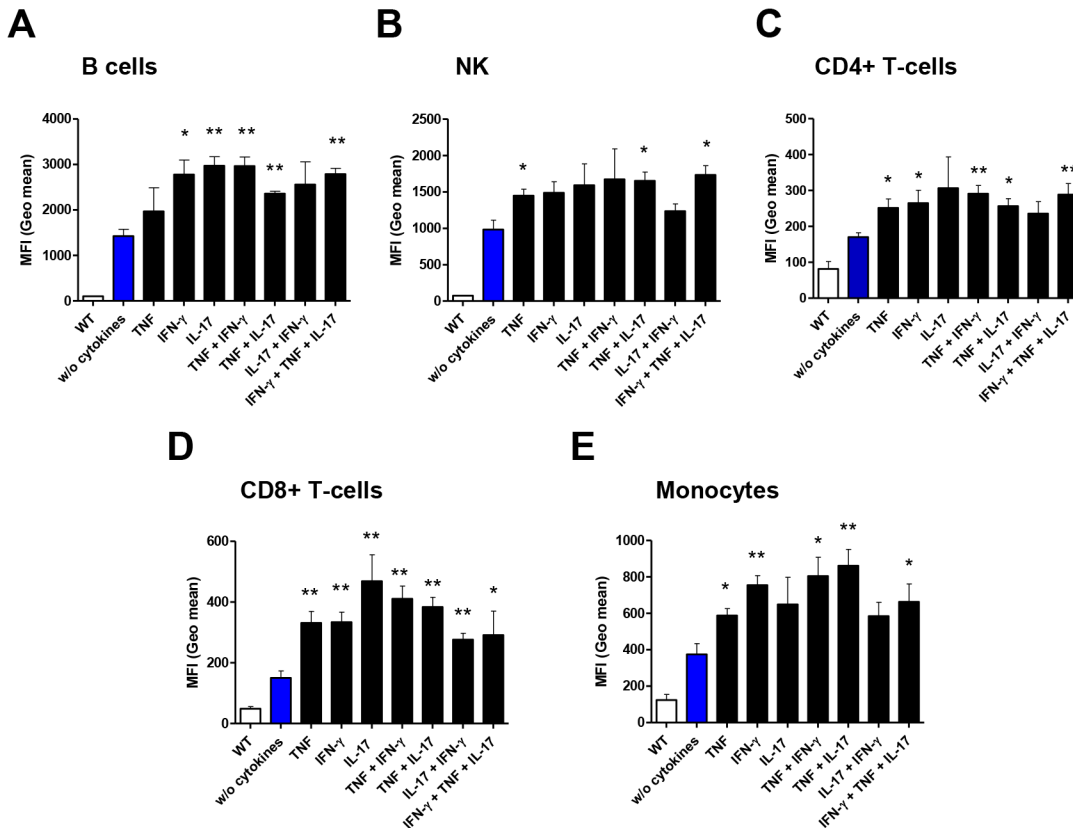 A
B cells
MFI (Geo mean)
4000
3000
2000
1000
0
* ** ** ** **
WT
w/o cytokines
TNF
IFN-γ
IL-17
TNF + IFN-γ
TNF + IL-17
IL-17 + IFN-γ
IFN-γ + TNF + IL-17
B
NK
MFI (Geo mean)
2500
2000
1500
1000
500
0
* * *
WT
w/o cytokines
TNF
IFN-γ
IL-17
TNF + IFN-γ
TNF + IL-17
IL-17 + IFN-γ
IFN-γ + TNF + IL-17
C
CD4+ T-cells
MFI (Geo mean)
500
400
300
200
100
0
* * ** * **
WT
w/o cytokines
TNF
IFN-γ
IL-17
TNF + IFN-γ
TNF + IL-17
IL-17 + IFN-γ
IFN-γ + TNF + IL-17
D
CD8+ T-cells
MFI (Geo mean)
600
400
200
0
** ** ** ** ** ** *
WT
w/o cytokines
TNF
IFN-γ
IL-17
TNF + IFN-γ
TNF + IL-17
IL-17 + IFN-γ
IFN-γ + TNF + IL-17
E
Monocytes
MFI (Geo mean)
1000
800
600
400
200
0
* ** * ** *
WT
w/o cytokines
TNF
IFN-γ
IL-17
TNF + IFN-γ
TNF + IL-17
IL-17 + IFN-γ
IFN-γ + TNF + IL-17